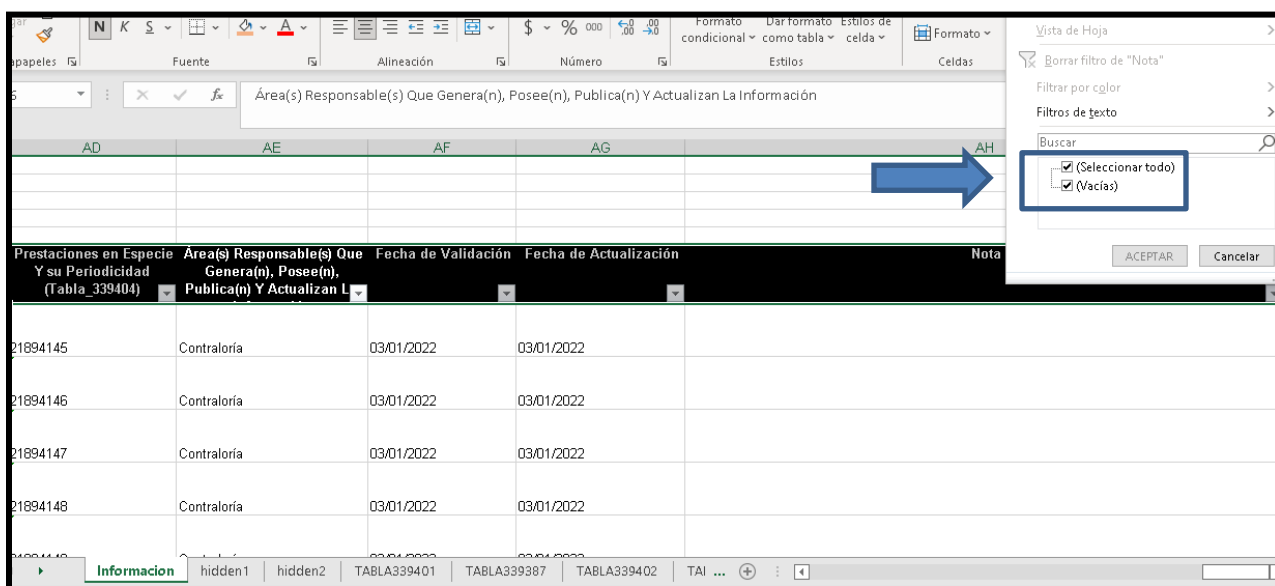 N K S A $ % 000
Formato condicional Dar formato como tabla Estilos de celda
Formato
Fuente Alineación Número Estilos Celdas
fx Área(s) Responsable(s) Que Genera(n), Posee(n), Publica(n) Y Actualizan La Información
Vista de Hoja
Borrar filtro de "Nota"
Filtrar por color
Filtros de texto
Buscar
(Seleccionar todo)
(Vacías)
ACEPTAR Cancelar
AD AE AF AG AH
Prestaciones en Especie Y su Periodicidad (Tabla_339404) Área(s) Responsable(s) Que Genera(n), Posee(n), Publica(n) Y Actualizan L Fecha de Validación Fecha de Actualización Nota
21894145 Contraloría 03/01/2022 03/01/2022
21894146 Contraloría 03/01/2022 03/01/2022
21894147 Contraloría 03/01/2022 03/01/2022
21894148 Contraloría 03/01/2022 03/01/2022
Informacion hidden1 hidden2 TABLA339401 TABLA339387 TABLA339402 TAI ...